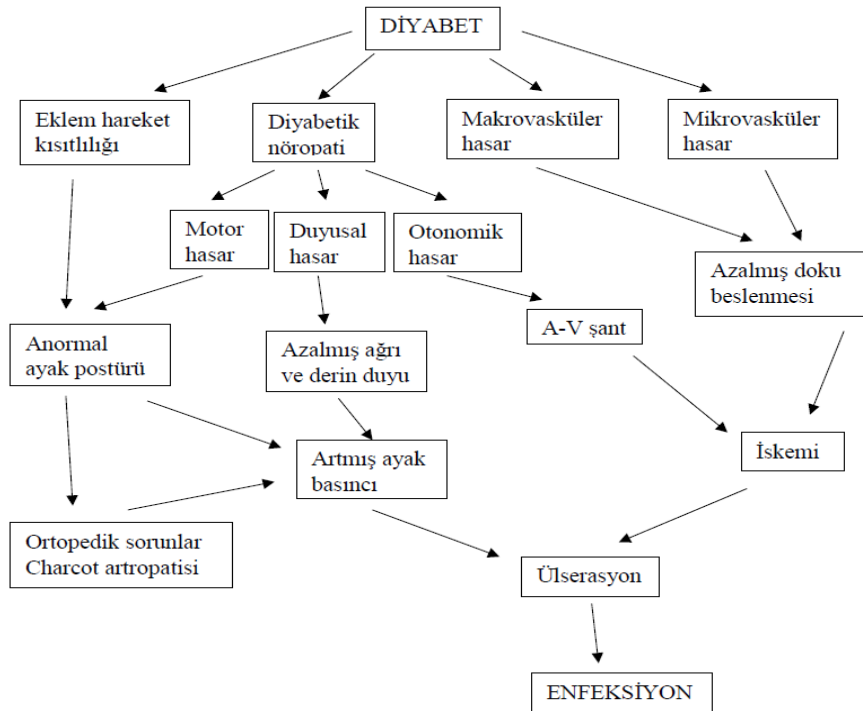 DİYABET
Eklem hareket
kısıtlılığı
Diyabetik
nöropati
Makrovasküler
hasar
Mikrovasküler
hasar
Motor
hasar
Duyusal
hasar
Otonomik
hasar
Azalmış doku
beslenmesi
Anormal
ayak postürü
Azalmış ağrı
ve derin duyu
A-V şant
Artmış ayak
basıncı
İskemi
Ortopedik sorunlar
Charcot artropatisi
Ülserasyon
ENFEKSİYON